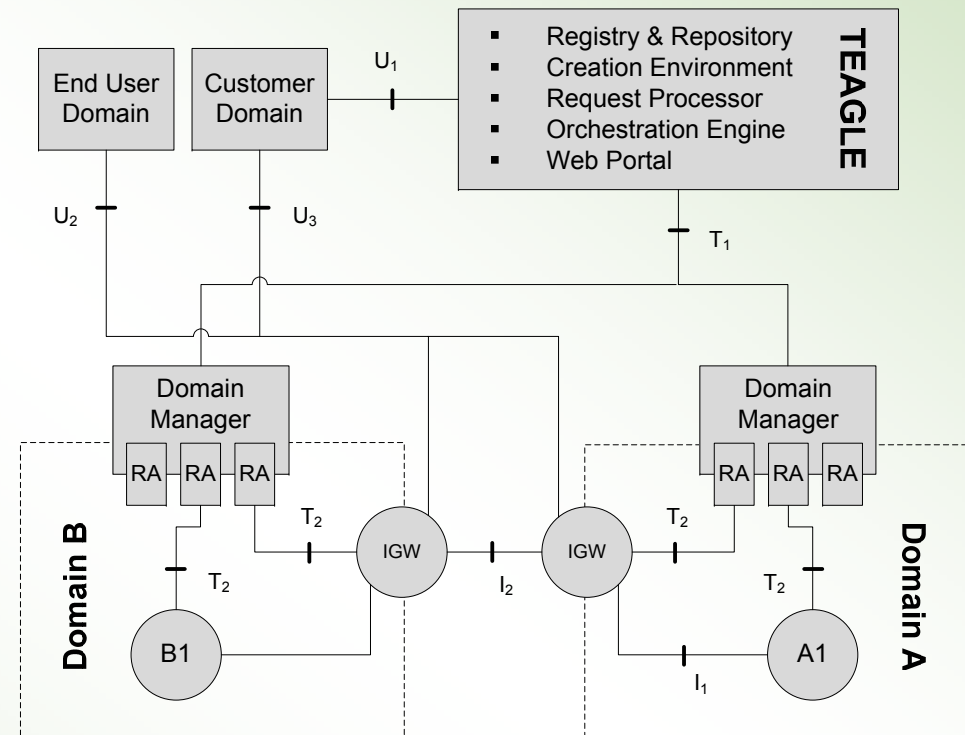 End User
Domain
Customer
Domain
U1
▪ Registry & Repository
▪ Creation Environment
▪ Request Processor
▪ Orchestration Engine
▪ Web Portal
TEAGLE
U2
U3
T1
Domain
Manager
RA
RA
RA
Domain
Manager
RA
RA
RA
Domain B
T2
T2
IGW
I2
IGW
T2
T2
Domain A
B1
I1
A1